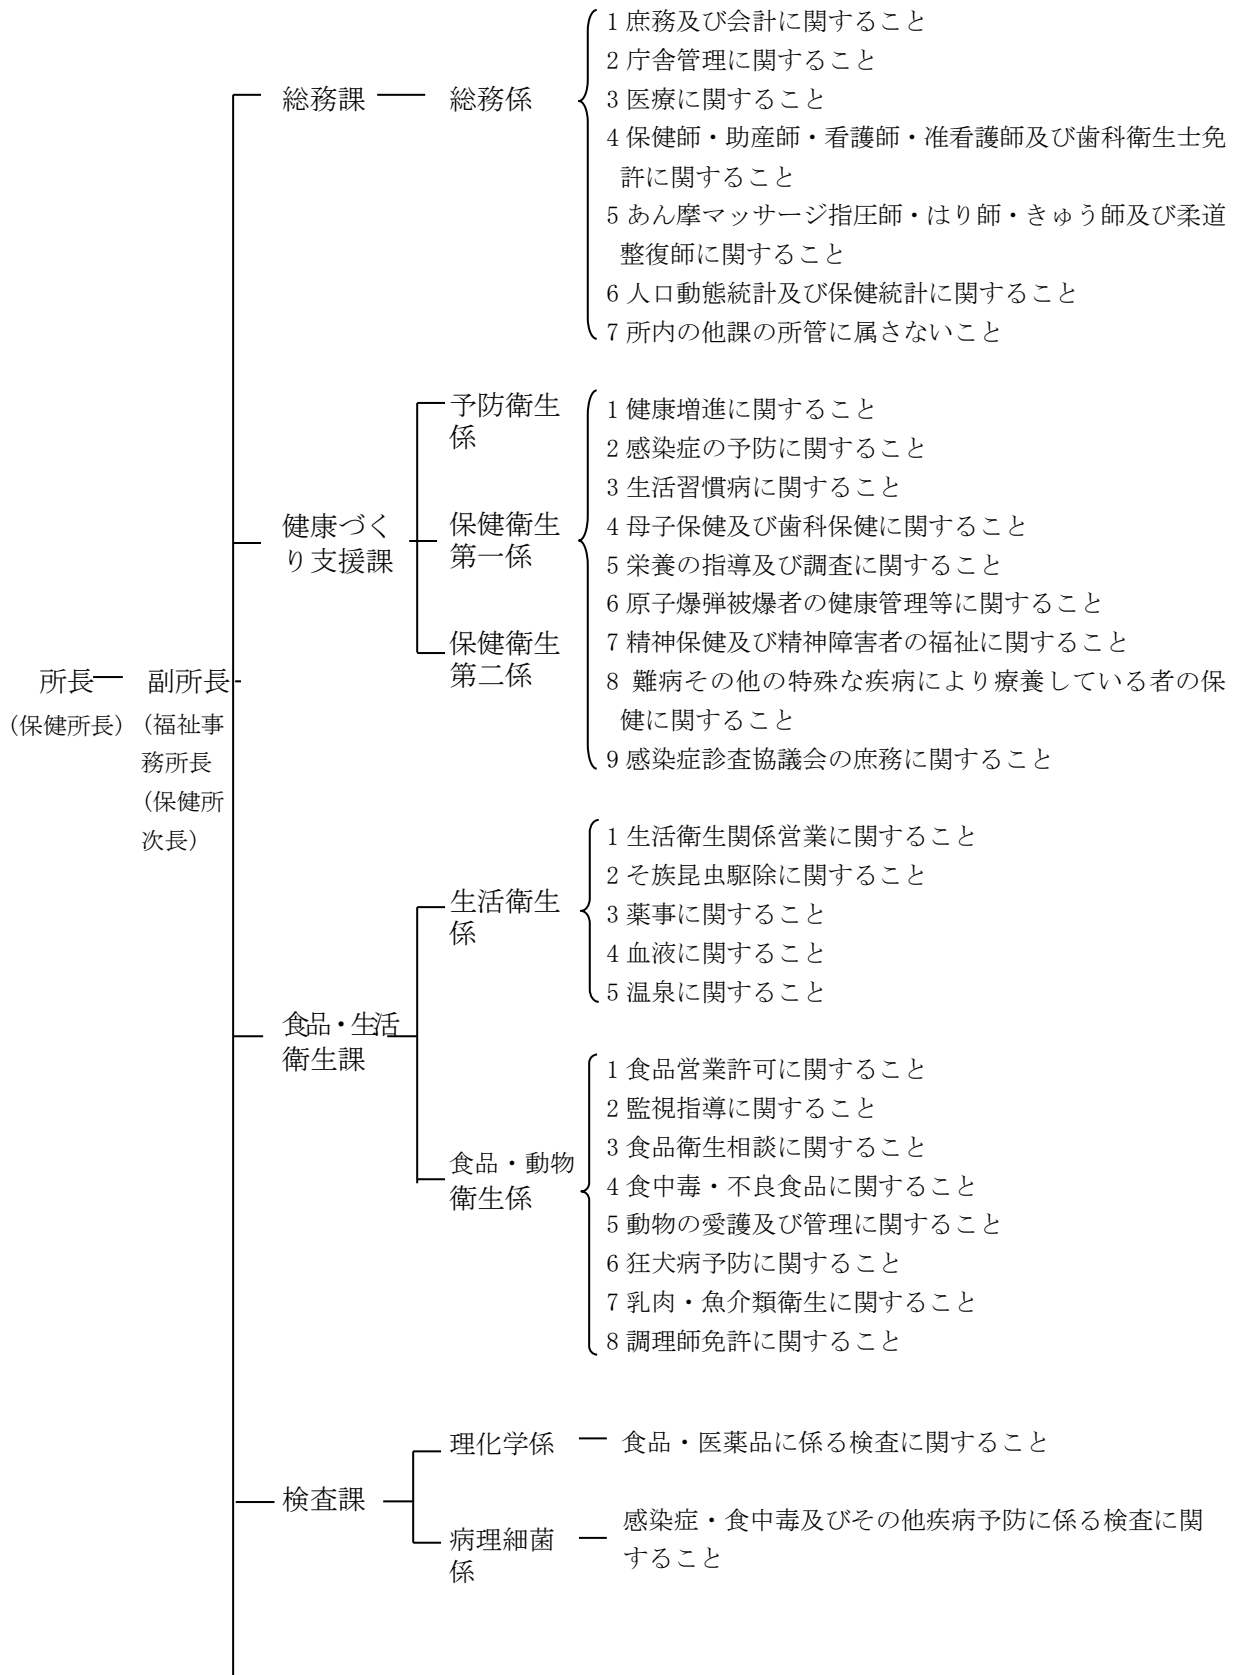 所長
(保健所長)
副所長
(福祉事
務所長
(保健所
次長)
総務課
総務係
1 庶務及び会計に関すること
2 庁舎管理に関すること
3 医療に関すること
4 保健師・助産師・看護師・准看護師及び歯科衛生士免
許に関すること
5 あん摩マッサージ指圧師・はり師・きゅう師及び柔道
整復師に関すること
6 人口動態統計及び保健統計に関すること
7 所内の他課の所管に属さないこと
健康づく
り支援課
予防衛生
係
保健衛生
第一係
保健衛生
第二係
1 健康増進に関すること
2 感染症の予防に関すること
3 生活習慣病に関すること
4 母子保健及び歯科保健に関すること
5 栄養の指導及び調査に関すること
6 原子爆弾被爆者の健康管理等に関すること
7 精神保健及び精神障害者の福祉に関すること
8 難病その他の特殊な疾病により療養している者の保
健に関すること
9 感染症診査協議会の庶務に関すること
食品・生活
衛生課
生活衛生
係
1 生活衛生関係営業に関すること
2 そ族昆虫駆除に関すること
3 薬事に関すること
4 血液に関すること
5 温泉に関すること
食品・動物
衛生係
1 食品営業許可に関すること
2 監視指導に関すること
3 食品衛生相談に関すること
4 食中毒・不良食品に関すること
5 動物の愛護及び管理に関すること
6 狂犬病予防に関すること
7 乳肉・魚介類衛生に関すること
8 調理師免許に関すること
検査課
理化学係
食品・医薬品に係る検査に関すること
病理細菌
係
感染症・食中毒及びその他疾病予防に係る検査に関
すること